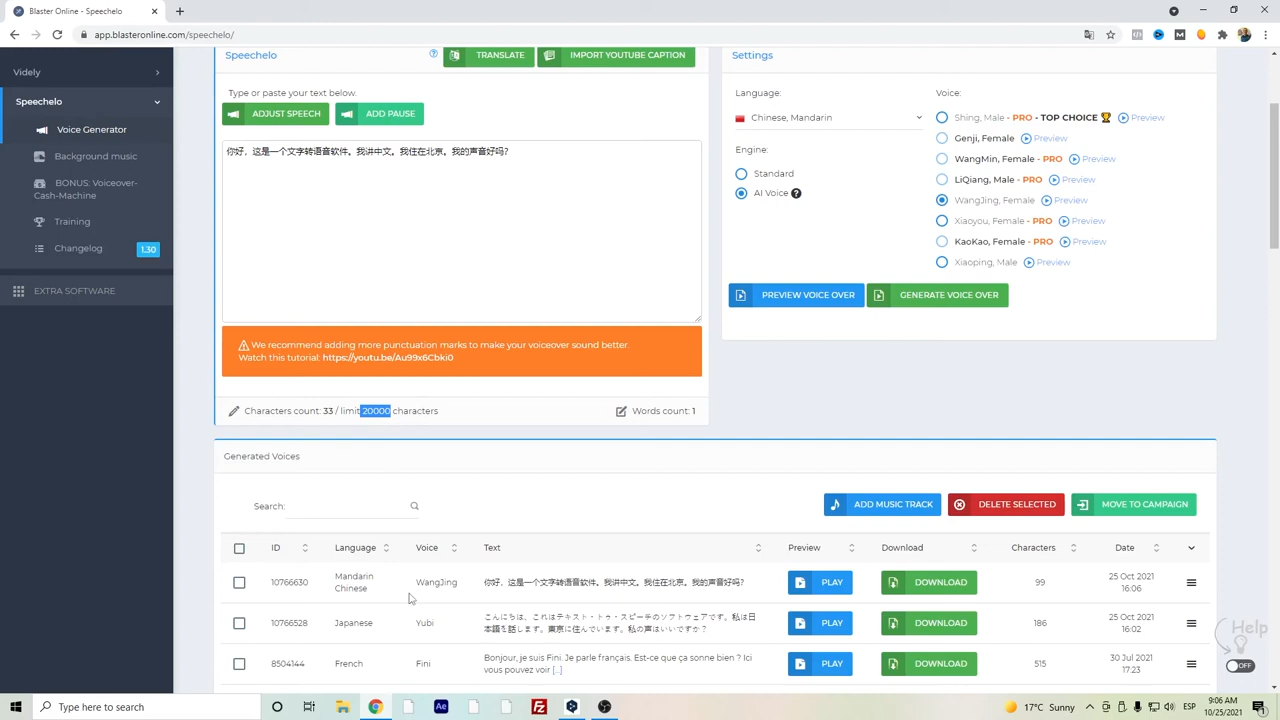 Blaster Online - Speechelo
app.blasteronline.com/speechelo/
Videly
Speechelo
Voice Generator
Background music
BONUS: Voiceover-
Cash-Machine
Training
Changelog 1.30
EXTRA SOFTWARE
Speechelo
TRANSLATE
IMPORT YOUTUBE CAPTION
Type or paste your text below.
ADJUST SPEECH
ADD PAUSE
你好，这是一个文字转语音软件。我讲中文。我住在北京。我的声音好吗?
We recommend adding more punctuation marks to make your voiceover sound better.
Watch this tutorial: https://youtu.be/Au99x6Cbki0
Characters count: 33 / limit 20000 characters
Words count: 1
Settings
Language:
Chinese, Mandarin
Engine:
Standard
AI Voice ?
Voice:
Shing, Male - PRO - TOP CHOICE Preview
Genji, Female Preview
WangMin, Female - PRO Preview
LiQiang, Male - PRO Preview
WangJing, Female Preview
Xiaoyou, Female - PRO Preview
KaoKao, Female - PRO Preview
Xiaoping, Male Preview
PREVIEW VOICE OVER
GENERATE VOICE OVER
Generated Voices
Search:
ADD MUSIC TRACK
DELETE SELECTED
MOVE TO CAMPAIGN
ID Language Voice Text Preview Download Characters Date
10766630 Mandarin Chinese WangJing 你好，这是一个文字转语音软件。我讲中文。我住在北京。我的声音好吗? PLAY DOWNLOAD 99 25 Oct 2021 16:06
10766528 Japanese Yubi こんにちは、これはテキスト・トゥ・スピーチのソフトウェアです。私は日
本語を話します。東京に住んでいます。私の声はいいですか？ PLAY DOWNLOAD 186 25 Oct 2021 16:02
8504144 French Fini Bonjour, je suis Fini. Je parle français. Est-ce que ça sonne bien ? Ici
vous pouvez voir [...] PLAY DOWNLOAD 515 30 Jul 2021 17:23
Help
OFF
Type here to search
Ae
17°C Sunny
ESP
9:06 AM
10/25/2021